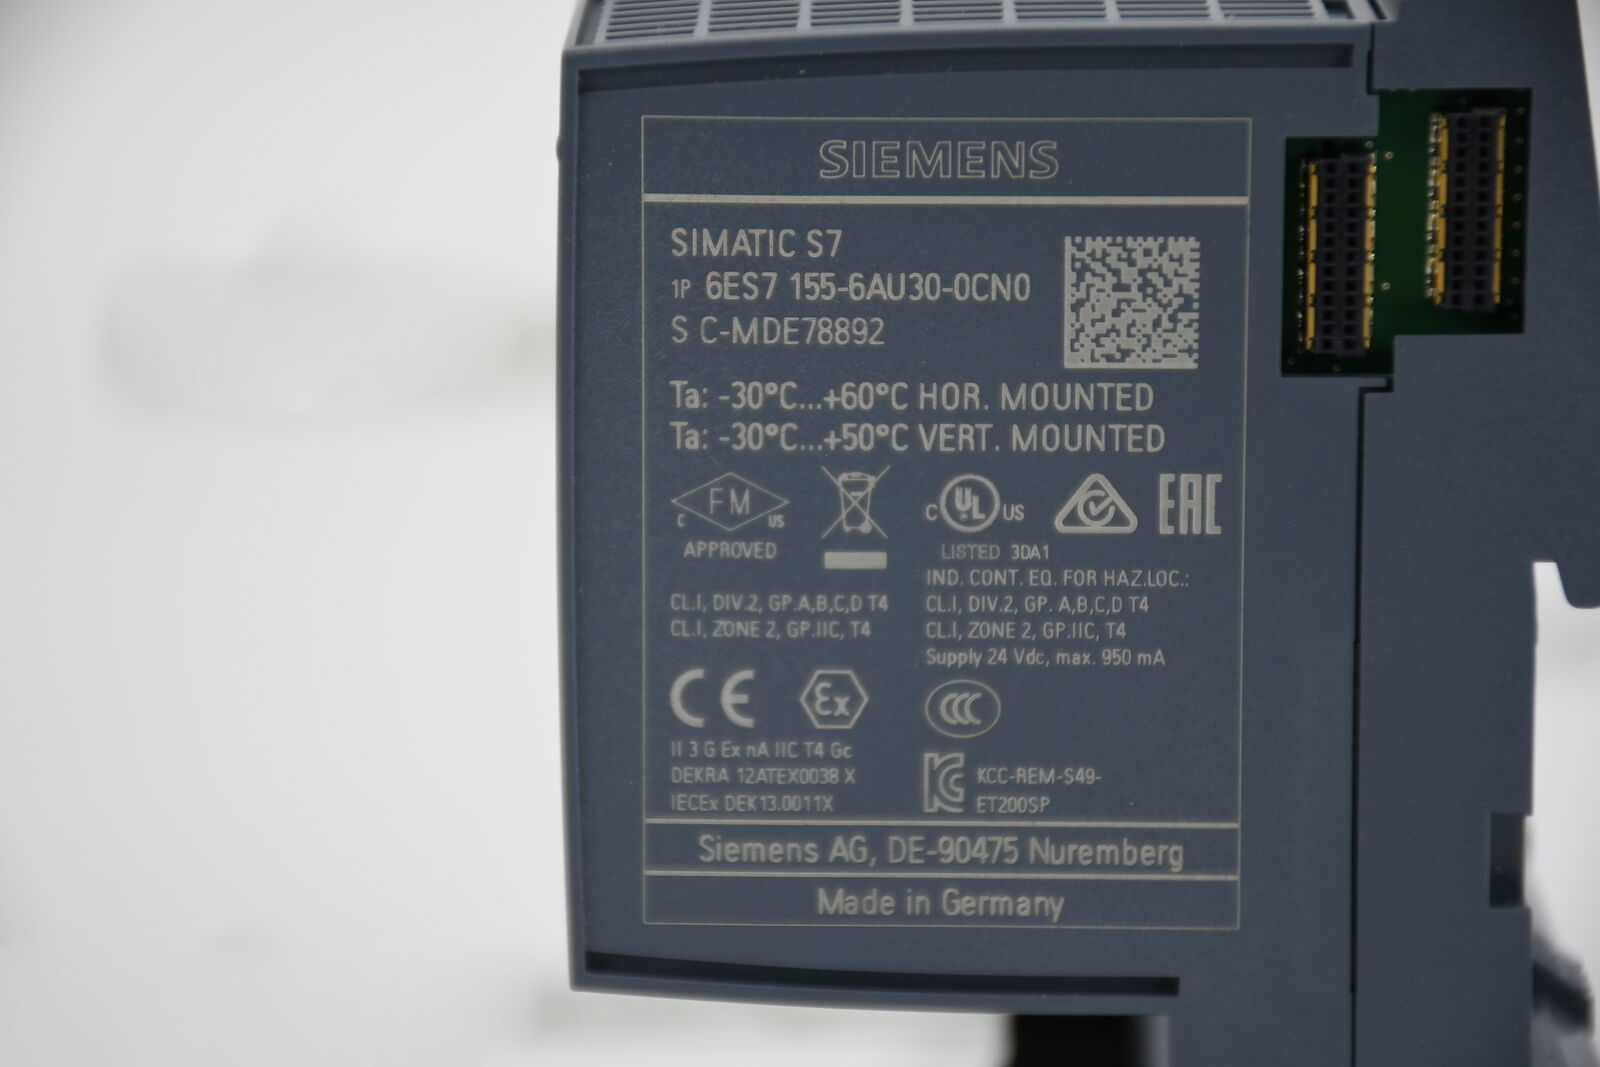 SIEMENS
SIMATIC S7
1P 6ES7 155-6AU30-0CN0
S C-MDE78892
Ta: -30°C...+60°C HOR. MOUNTED
Ta: -30°C...+50°C VERT. MOUNTED
FM
C US
APPROVED
C UL US
LISTED 3DA1
EAC
IND. CONT. EQ. FOR HAZ.LOC.:
CL.I, DIV.2, GP.A,B,C,D T4
CL.I, ZONE 2, GP.IIC, T4
CL.I, DIV.2, GP. A,B,C,D T4
CL.I, ZONE 2, GP.IIC, T4
Supply 24 Vdc, max. 950 mA
CE
Ex
CCC
II 3 G Ex nA IIC T4 Gc
DEKRA 12ATEX0038 X
IECEx DEK13.0011X
KC
KCC-REM-S49-
ET200SP
Siemens AG, DE-90475 Nuremberg
Made in Germany